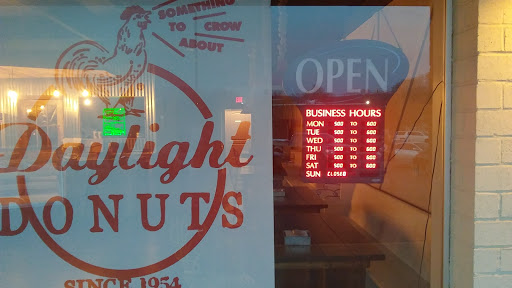 SOMETHING
TO CROW
ABOUT
Daylight
DONUTS
SINCE 1954
OPEN
BUSINESS HOURS
MON 500 TO 600
TUE 500 TO 600
WED 500 TO 600
THU 500 TO 600
FRI 500 TO 600
SAT 500 TO 600
SUN CLOSED